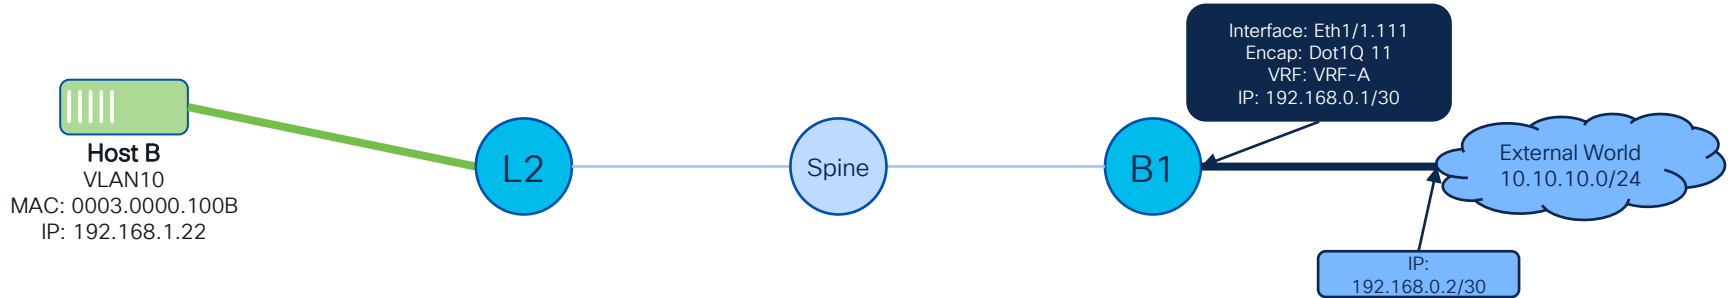 Interface: Eth1/1.111
Encap: Dot1Q 11
VRF: VRF-A
IP: 192.168.0.1/30
Host B
VLAN10
MAC: 0003.0000.100B
IP: 192.168.1.22
L2
Spine
B1
External World
10.10.10.0/24
IP:
192.168.0.2/30